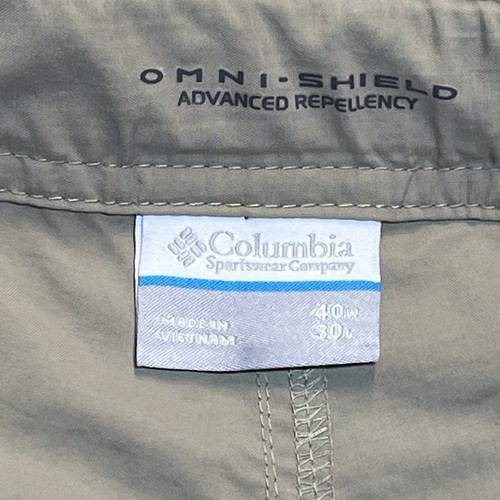 OMNI-SHIELD
ADVANCED REPELLENCY
Columbia
Sportswear Company
40W
MADE IN
30L
VIETNAM